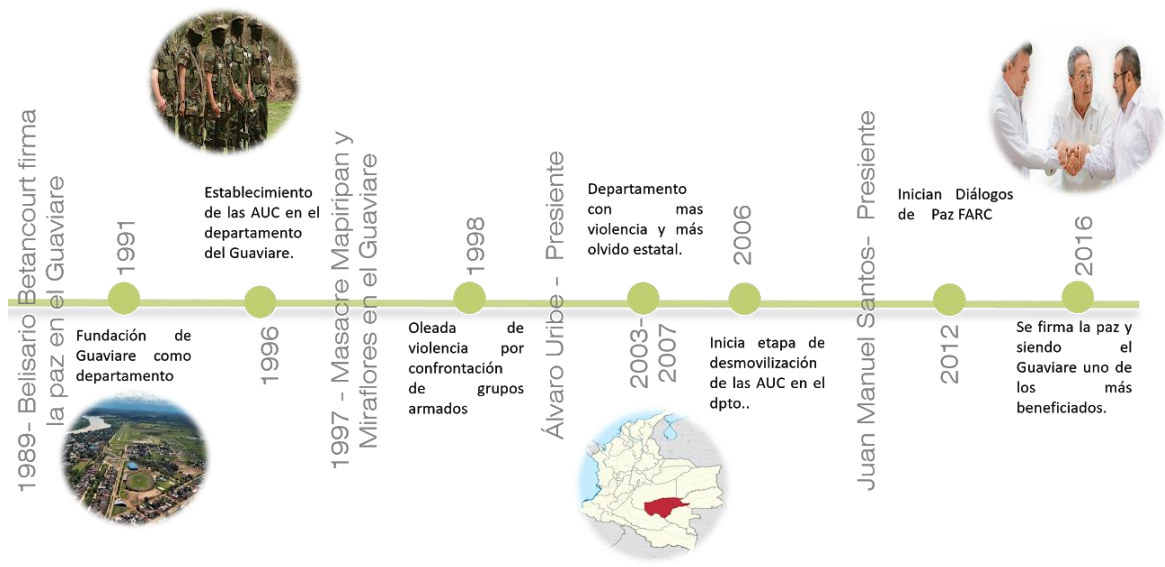 1989- Belisario Betancourt firma
la paz en el Guaviare
1991
Fundación de
Guaviare como
departamento
Establecimiento
de las AUC en el
departamento
del Guaviare.
1996
1997 - Masacre Mapiripan y
Miraflores en el Guaviare
1998
Oleada de
violencia por
confrontación
de grupos
armados
Álvaro Uribe - Presiente
Departamento
con mas
violencia y más
olvido estatal.
2003-
2007
2006
Inicia etapa de
desmovilización
de las AUC en el
dpto..
Juan Manuel Santos- Presiente
Inician Diálogos
de Paz FARC
2012
2016
Se firma la paz y
siendo el
Guaviare uno de
los más
beneficiados.